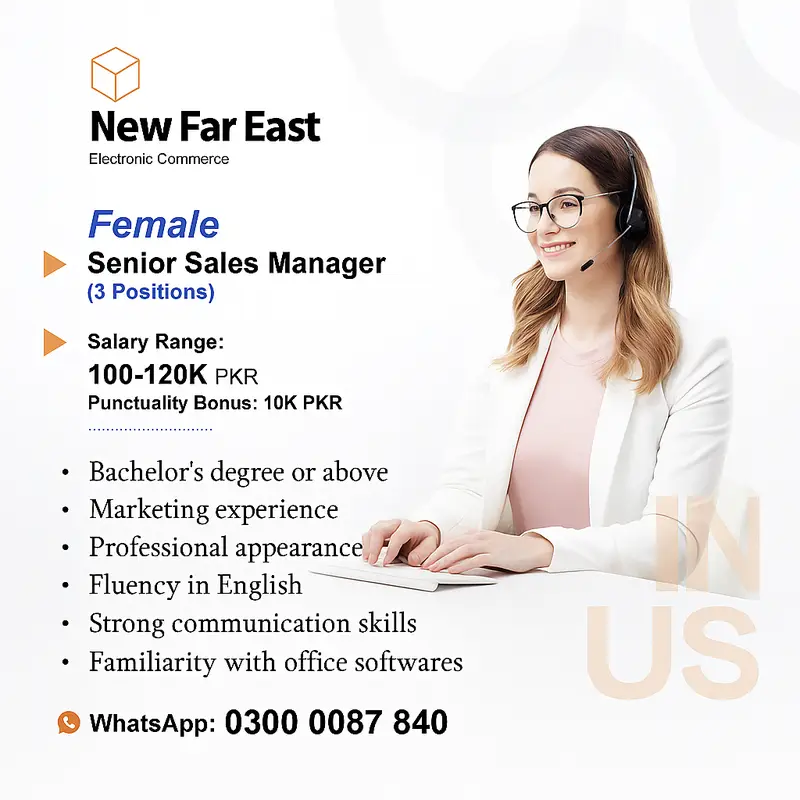 New Far East
Electronic Commerce
Female
Senior Sales Manager
(3 Positions)
Salary Range:
100-120K PKR
Punctuality Bonus: 10K PKR
• Bachelor's degree or above
• Marketing experience
• Professional appearance
• Fluency in English
• Strong communication skills
• Familiarity with office softwares
WhatsApp: 0300 0087 840
IN
US